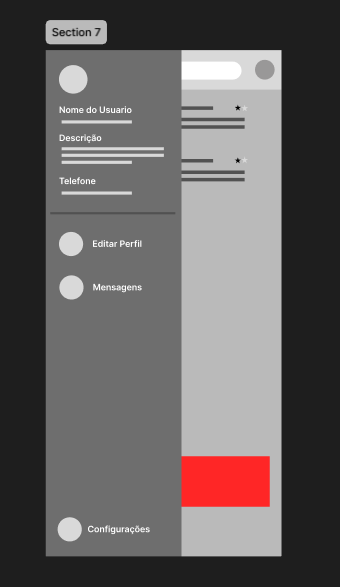 Section 7
Nome do Usuario
Descrição
Telefone
Editar Perfil
Mensagens
Configurações